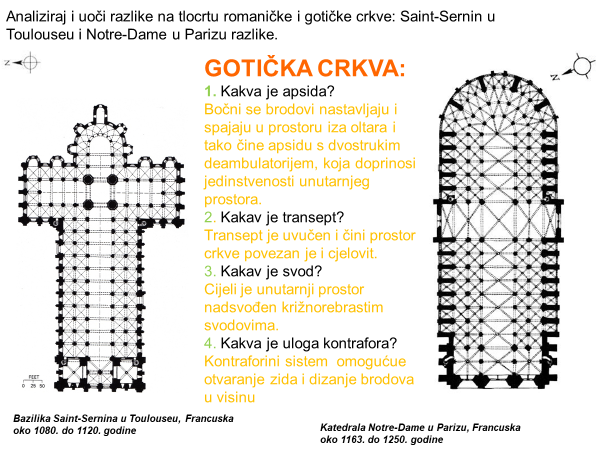 Analiziraj i uoči razlike na tlocrtu romaničke i gotičke crkve: Saint-Sernin u
Toulouseu i Notre-Dame u Parizu razlike.
N
N
GOTIČKA CRKVA:
1. Kakva je apsida?
Bočni se brodovi nastavljaju i
spajaju u prostoru iza oltara i
tako čine apsidu s dvostrukim
deambulatorijem, koja doprinosi
jedinstvenosti unutarnjeg
prostora.
2. Kakav je transept?
Transept je uvučen i čini prostor
crkve povezan je i cjelovit.
3. Kakav je svod?
Cijeli je unutarnji prostor
nadsvođen križnorebrastim
svodovima.
4. Kakva je uloga kontrafora?
Kontraforini sistem omogućue
otvaranje zida i dizanje brodova
u visinu
FEET
0 25 50
Bazilika Saint-Sernina u Toulouseu, Francuska
oko 1080. do 1120. godine
Katedrala Notre-Dame u Parizu, Francuska
oko 1163. do 1250. godine